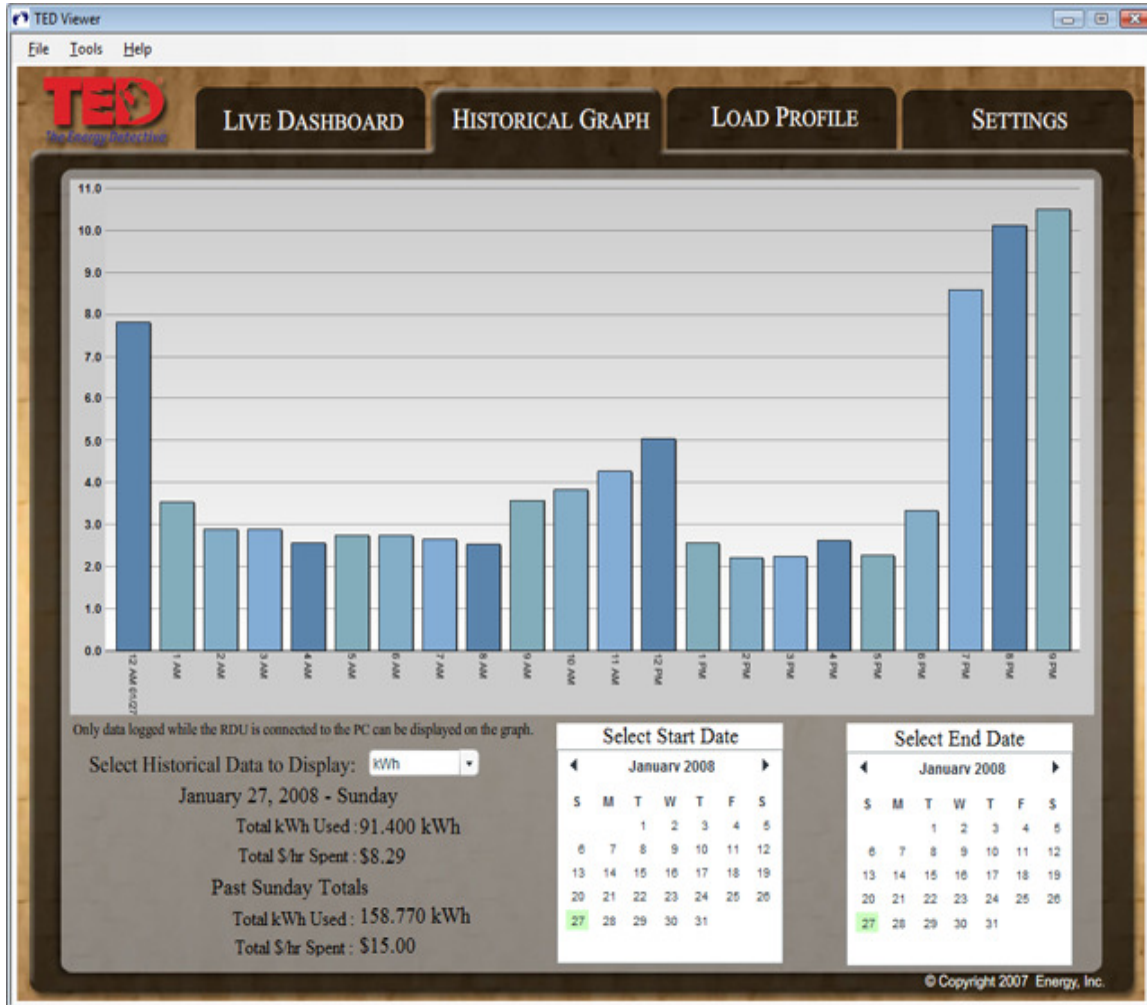 TED Viewer
File Tools Help
TED
The Energy Detective
LIVE DASHBOARD
HISTORICAL GRAPH
LOAD PROFILE
SETTINGS
11.0
10.0
9.0
8.0
7.0
6.0
5.0
4.0
3.0
2.0
1.0
0.0
12 AM 01/27
1 AM
2 AM
3 AM
4 AM
5 AM
6 AM
7 AM
8 AM
9 AM
10 AM
11 AM
12 PM
1 PM
2 PM
3 PM
4 PM
5 PM
6 PM
7 PM
8 PM
9 PM
Only data logged while the RDU is connected to the PC can be displayed on the graph.
Select Historical Data to Display: kWh
January 27, 2008 - Sunday
Total kWh Used : 91.400 kWh
Total $/hr Spent : $8.29
Past Sunday Totals
Total kWh Used : 158.770 kWh
Total $/hr Spent : $15.00
Select Start Date
January 2008
S M T W T F S
1 2 3 4 5
6 7 8 9 10 11 12
13 14 15 16 17 18 19
20 21 22 23 24 25 26
27 28 29 30 31
Select End Date
January 2008
S M T W T F S
1 2 3 4 5
6 7 8 9 10 11 12
13 14 15 16 17 18 19
20 21 22 23 24 25 26
27 28 29 30 31
© Copyright 2007 Energy, Inc.